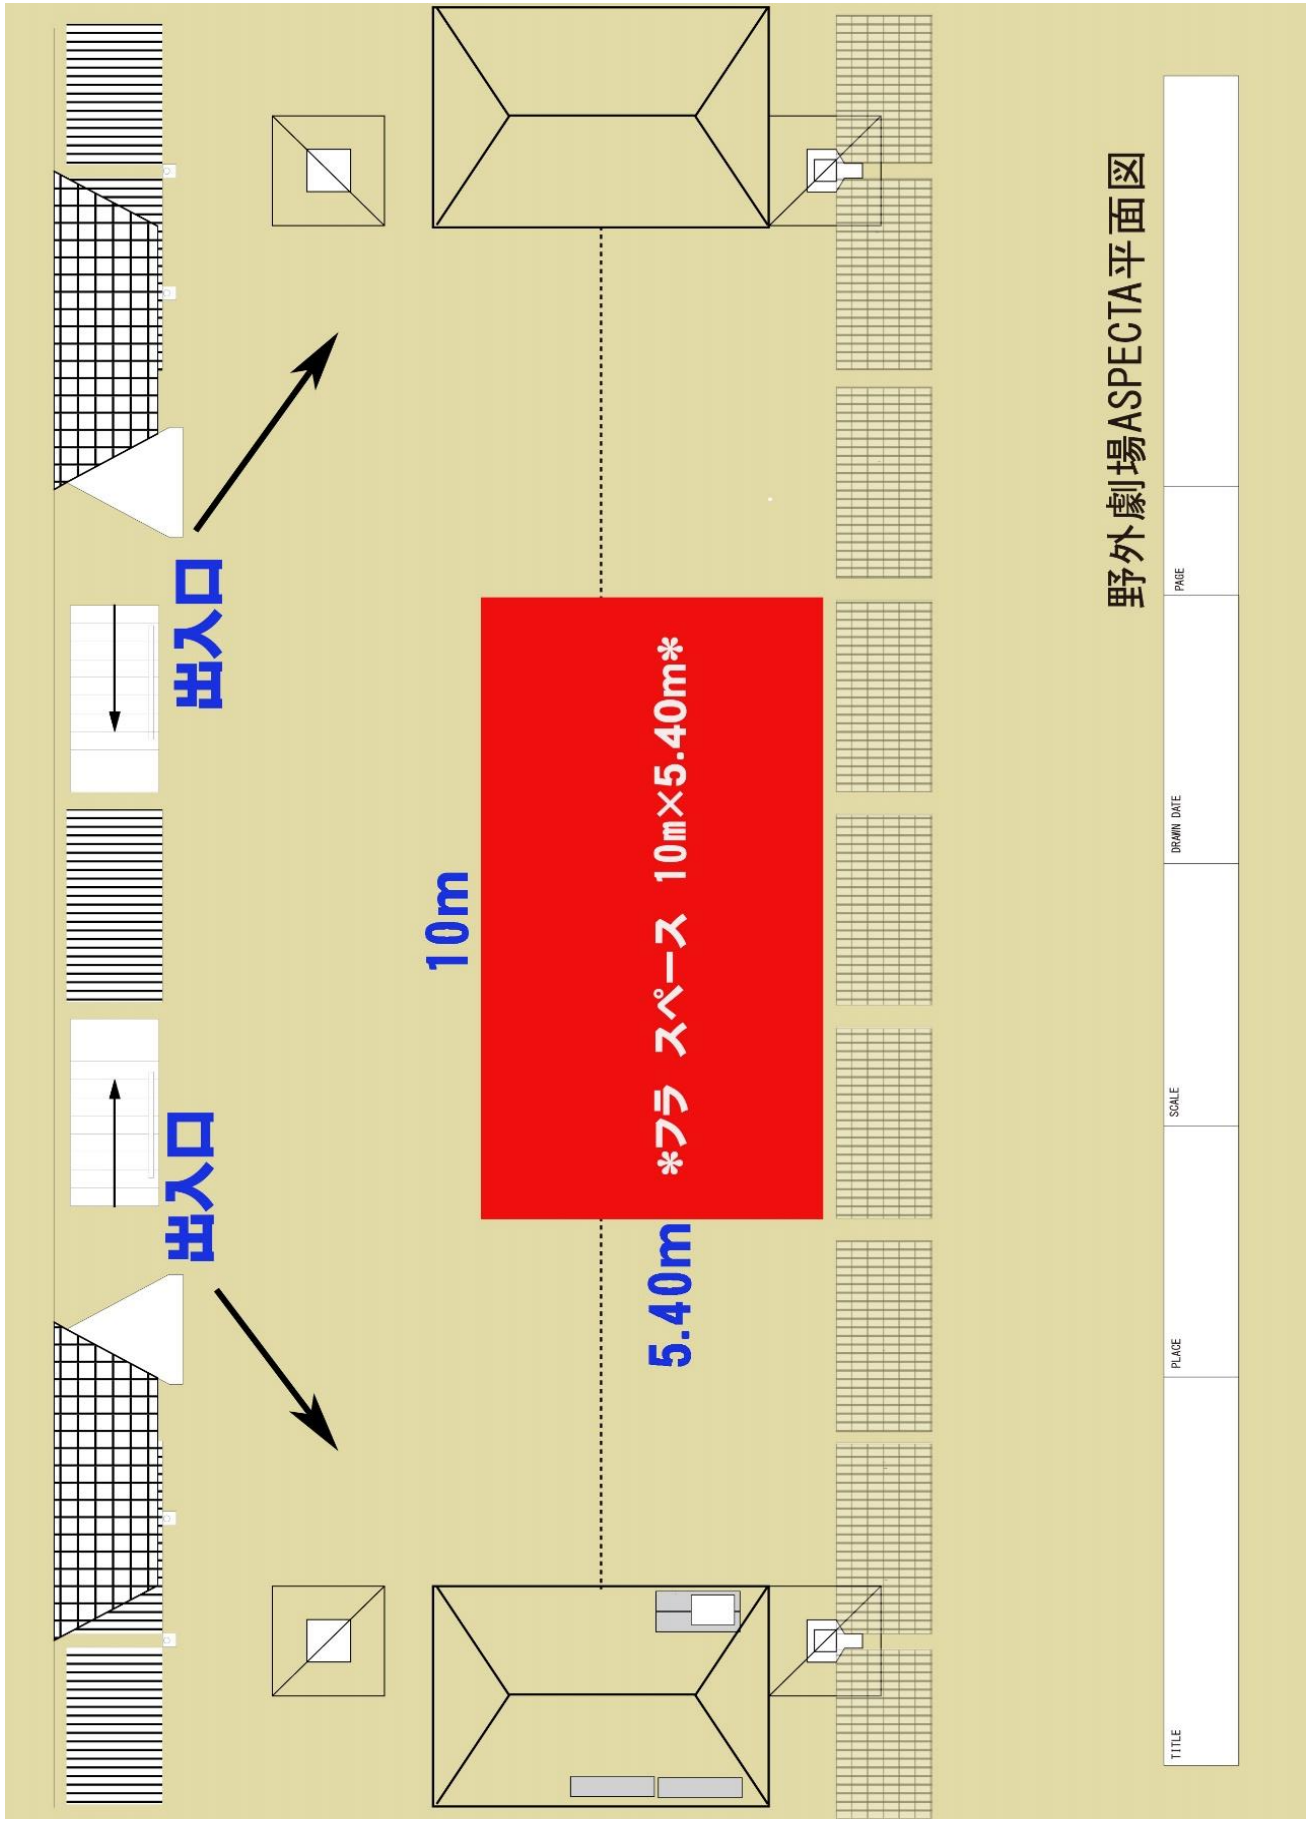 出入口
出入口
10m
*フラ スペース 10m×5.40m*
5.40m
野外劇場ASPECTA平面図
TITLE
PLACE
SCALE
DRAWN DATE
PAGE